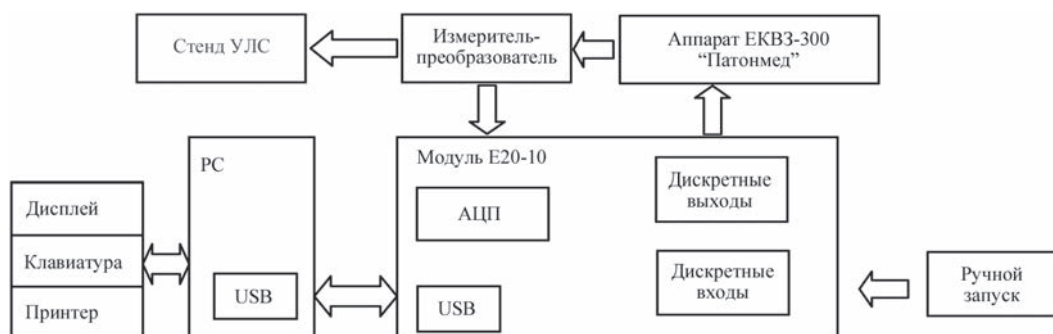 Стенд УЛС
Измеритель-
преобразователь
Аппарат ЕКВЗ-300
“Патонмед”
PC
Модуль E20-10
Дисплей
Клавиатура
Принтер
USB
АЦП
USB
Дискретные
выходы
Дискретные
входы
Ручной
запуск